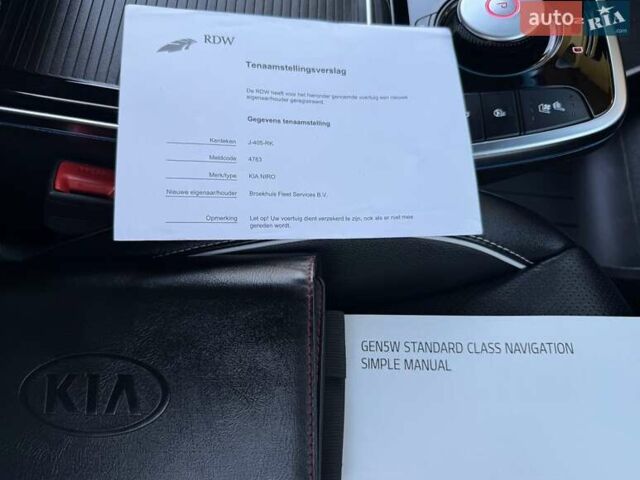 auto RIA
RDW
Tenaamstellingsverslag
De RDW heeft voor het hieronder genoemde voertuig een nieuwe
eigenaar/houder geregistreerd.
Gegevens tenaamstelling
Kenteken J-405-RK
Meldcode 4763
Merk/type KIA NIRO
Nieuwe eigenaar/houder Broekhuis Fleet Services B.V.
Opmerking Let op! Uw voertuig dient verzekerd te zijn, ook als er niet mee
gereden wordt.
P
D
KIA
GEN5W STANDARD CLASS NAVIGATION
SIMPLE MANUAL